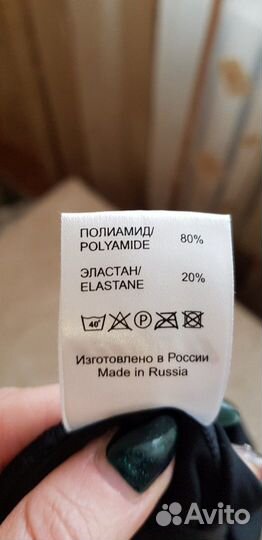 ПОЛИАМИД/
POLYAMIDE 80%
ЭЛАСТАН/
ELASTANE 20%
40° P
Изготовлено в России
Made in Russia
Avito